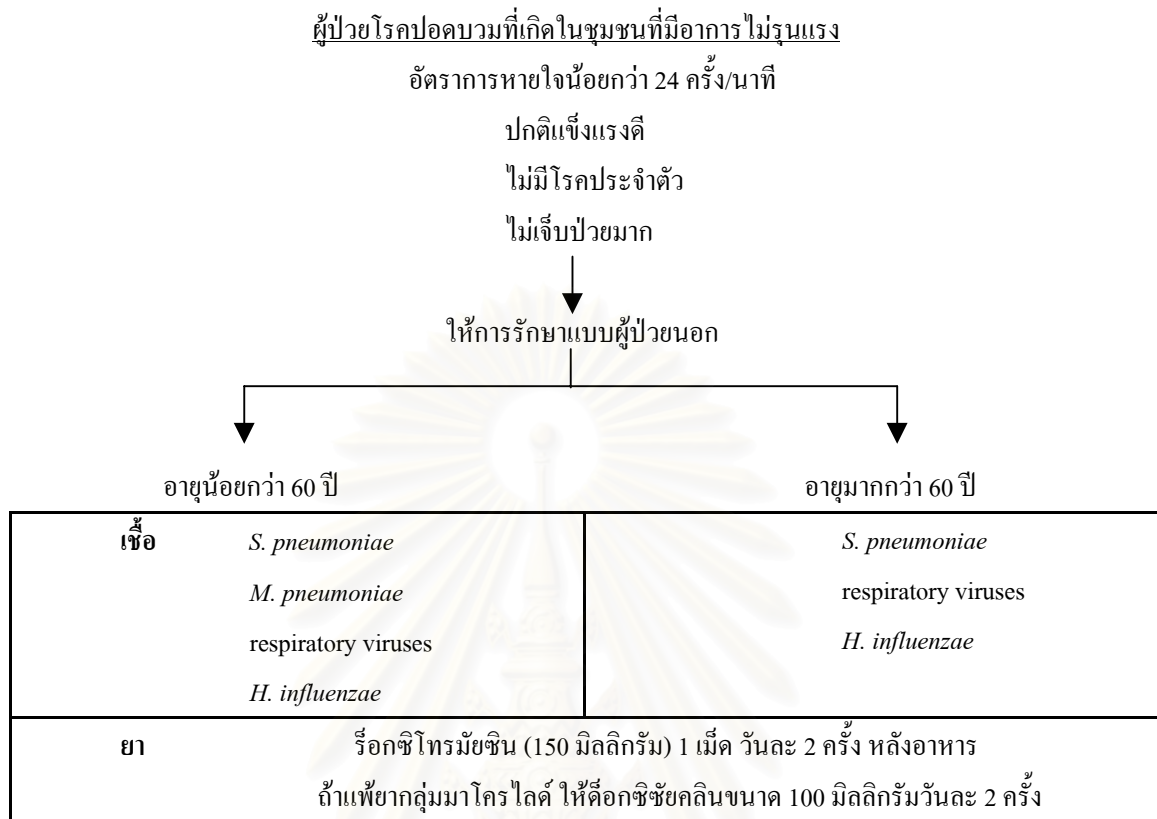 ผู้ป่วยโรคปอดบวมที่เกิดในชุมชนที่มีอาการไม่รุนแรง
อัตราการหายใจน้อยกว่า 24 ครั้ง/นาที
ปกติแข็งแรงดี
ไม่มีโรคประจำตัว
ไม่เจ็บป่วยมาก
ให้การรักษาแบบผู้ป่วยนอก
อายุน้อยกว่า 60 ปี
อายุมากกว่า 60 ปี
เชื้อ S. pneumoniae
M. pneumoniae
respiratory viruses
H. influenzae
S. pneumoniae
respiratory viruses
H. influenzae
ยา ร็อกซิโทรมัยซิน (150 มิลลิกรัม) 1 เม็ด วันละ 2 ครั้ง หลังอาหาร
ถ้าแพ้ยากลุ่มมาโครไลด์ ให้ด็อกซิซัยคลินขนาด 100 มิลลิกรัมวันละ 2 ครั้ง